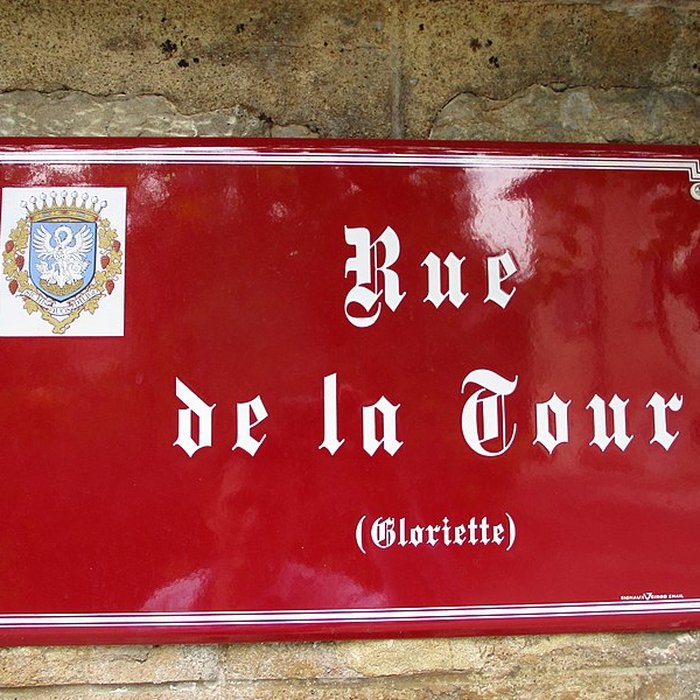 Rue
de la Tour
(Gloriette)